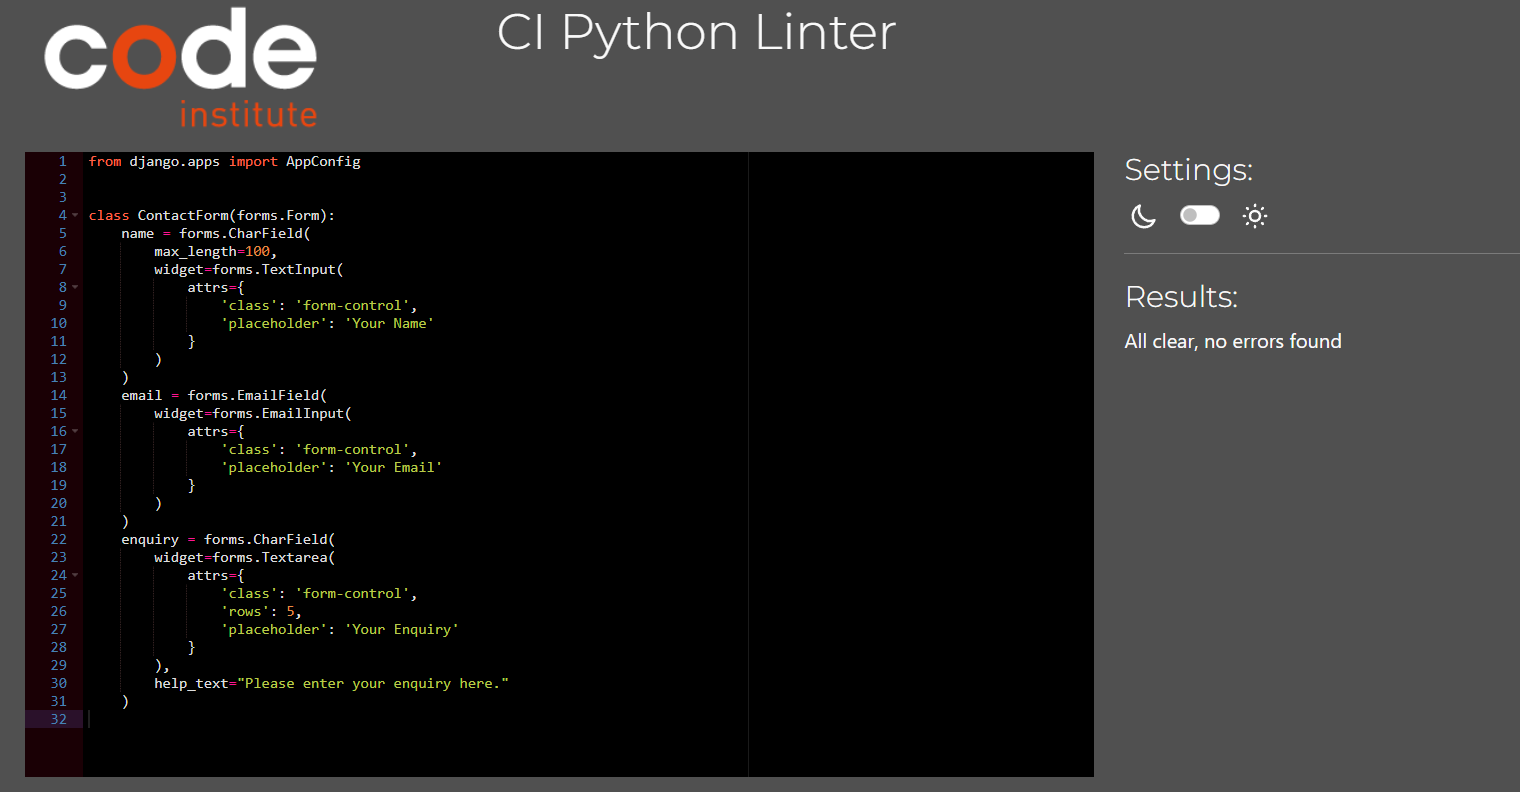 code
institute
CI Python Linter
1 from django.apps import AppConfig
2
3
4 class ContactForm(forms.Form):
5     name = forms.CharField(
6         max_length=100,
7         widget=forms.TextInput(
8             attrs={
9                 'class': 'form-control',
10                 'placeholder': 'Your Name'
11             }
12         )
13     )
14     email = forms.EmailField(
15         widget=forms.EmailInput(
16             attrs={
17                 'class': 'form-control',
18                 'placeholder': 'Your Email'
19             }
20         )
21     )
22     enquiry = forms.CharField(
23         widget=forms.Textarea(
24             attrs={
25                 'class': 'form-control',
26                 'rows': 5,
27                 'placeholder': 'Your Enquiry'
28             }
29         ),
30         help_text="Please enter your enquiry here."
31     )
32
Settings:
Results:
All clear, no errors found